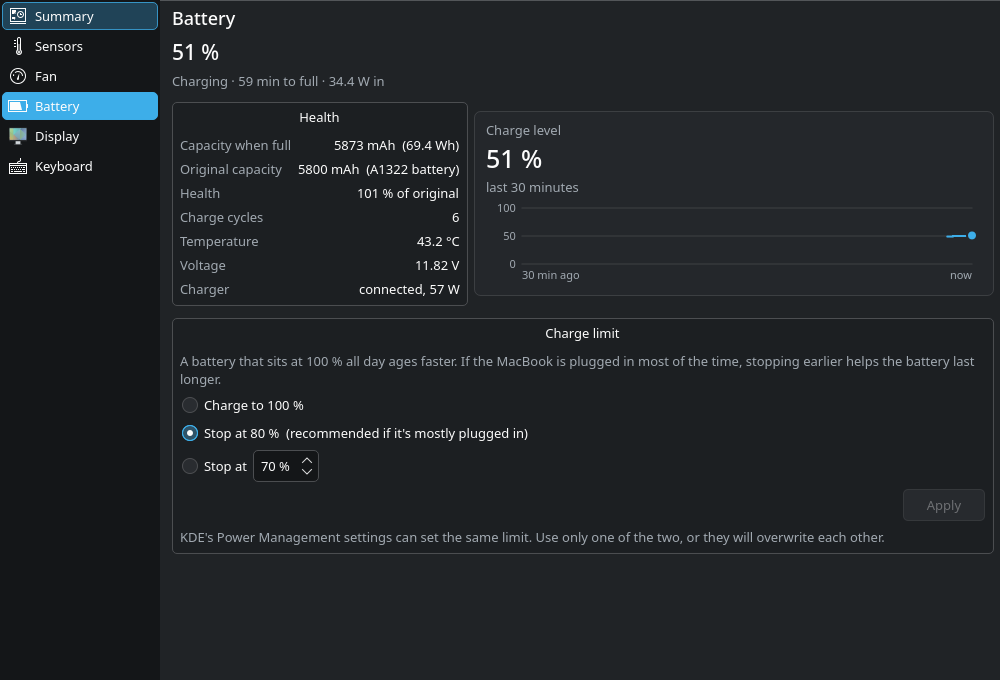 Summary
Sensors
Fan
Battery
Display
Keyboard
Battery
51 %
Charging · 59 min to full · 34.4 W in
Health
Capacity when full 5873 mAh (69.4 Wh)
Original capacity 5800 mAh (A1322 battery)
Health 101 % of original
Charge cycles 6
Temperature 43.2 °C
Voltage 11.82 V
Charger connected, 57 W
Charge level
51 %
last 30 minutes
100
50
0
30 min ago now
Charge limit
A battery that sits at 100 % all day ages faster. If the MacBook is plugged in most of the time, stopping earlier helps the battery last
longer.
Charge to 100 %
Stop at 80 % (recommended if it's mostly plugged in)
Stop at 70 %
Apply
KDE's Power Management settings can set the same limit. Use only one of the two, or they will overwrite each other.